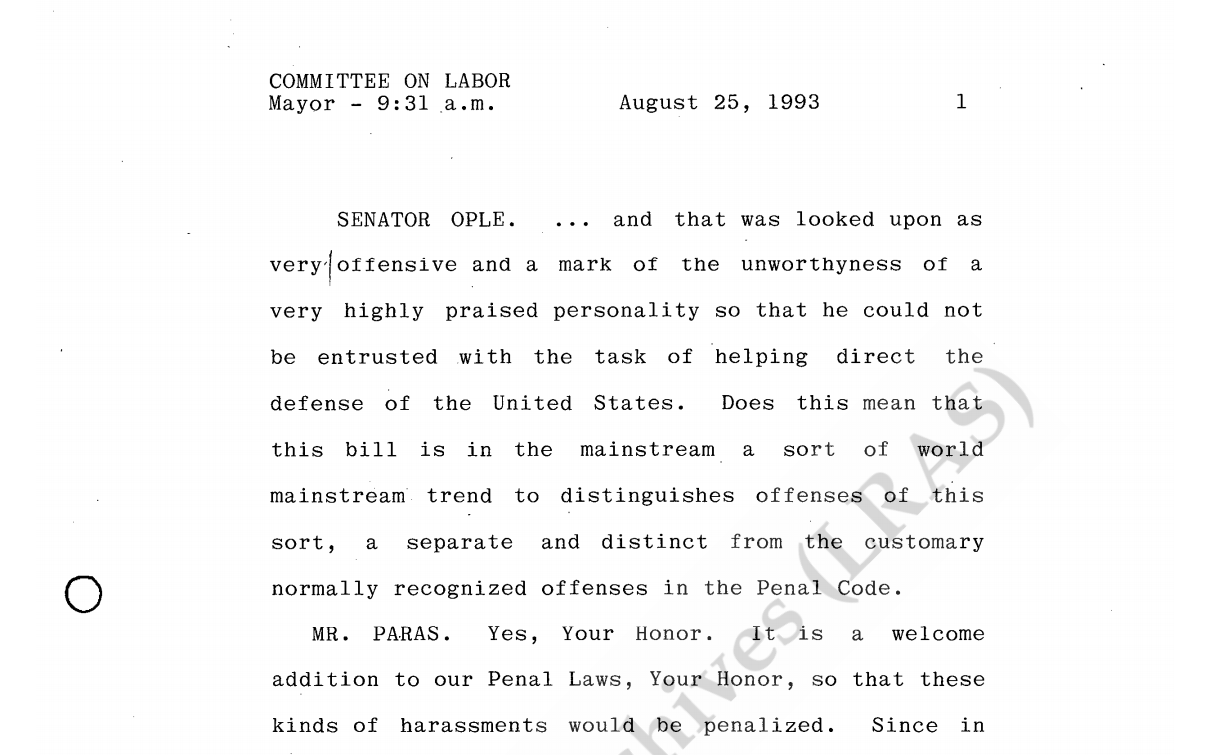 COMMITTEE ON LABOR
Mayor - 9:31 a.m. August 25, 1993 1
SENATOR OPLE. ... and that was looked upon as
very offensive and a mark of the unworthyness of a
very highly praised personality so that he could not
be entrusted with the task of helping direct the
defense of the United States. Does this mean that
this bill is in the mainstream a sort of world
mainstream trend to distinguishes offenses of this
sort, a separate and distinct from the customary
normally recognized offenses in the Penal Code.
MR. PARAS. Yes, Your Honor. It is a welcome
addition to our Penal Laws, Your Honor, so that these
kinds of harassments would be penalized. Since in
chives (LRAS)